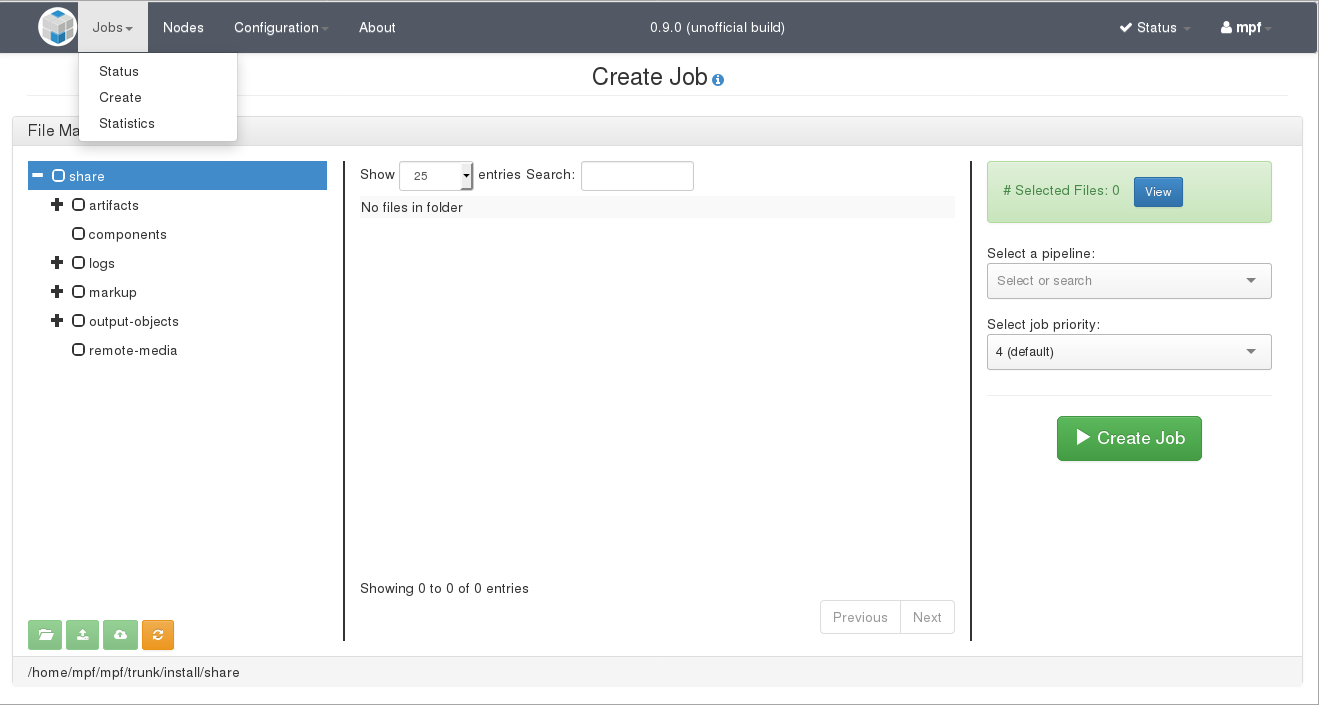 Jobs Nodes Configuration About 0.9.0 (unofficial build) Status mpf
Status
Create
Statistics
Create Job
File Ma
share
artifacts
components
logs
markup
output-objects
remote-media
Show 25 entries Search:
No files in folder
Showing 0 to 0 of 0 entries
Previous Next
# Selected Files: 0 View
Select a pipeline:
Select or search
Select job priority:
4 (default)
Create Job
/home/mpf/mpf/trunk/install/share